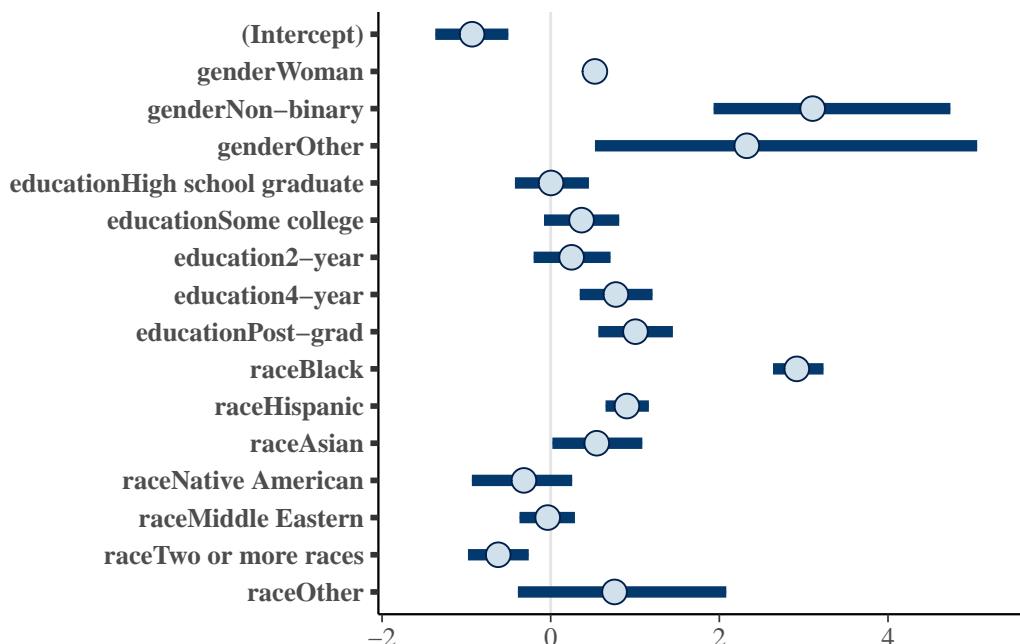 (Intercept)
genderWoman
genderNon−binary
genderOther
educationHigh school graduate
educationSome college
education2−year
education4−year
educationPost−grad
raceBlack
raceHispanic
raceAsian
raceNative American
raceMiddle Eastern
raceTwo or more races
raceOther
−2 0 2 4